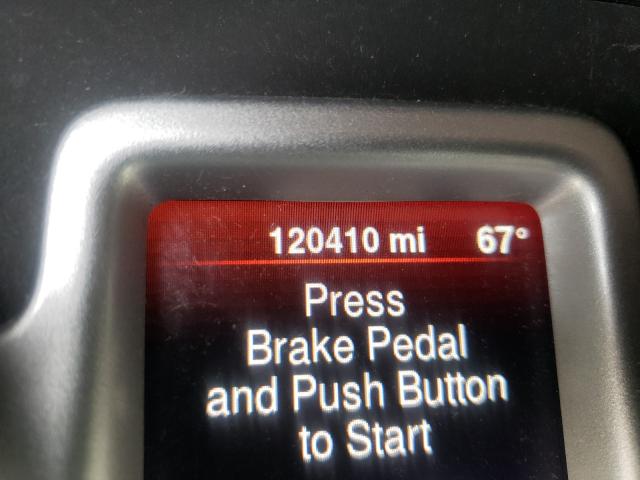 120410 mi 67°
Press
Brake Pedal
and Push Button
to Start